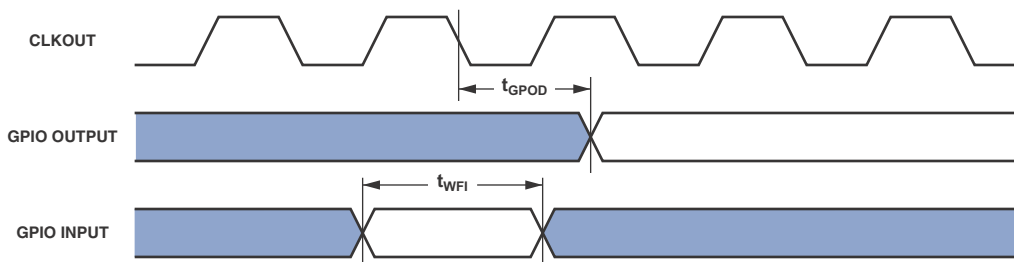 CLKOUT
tGPOD
GPIO OUTPUT
tWFI
GPIO INPUT